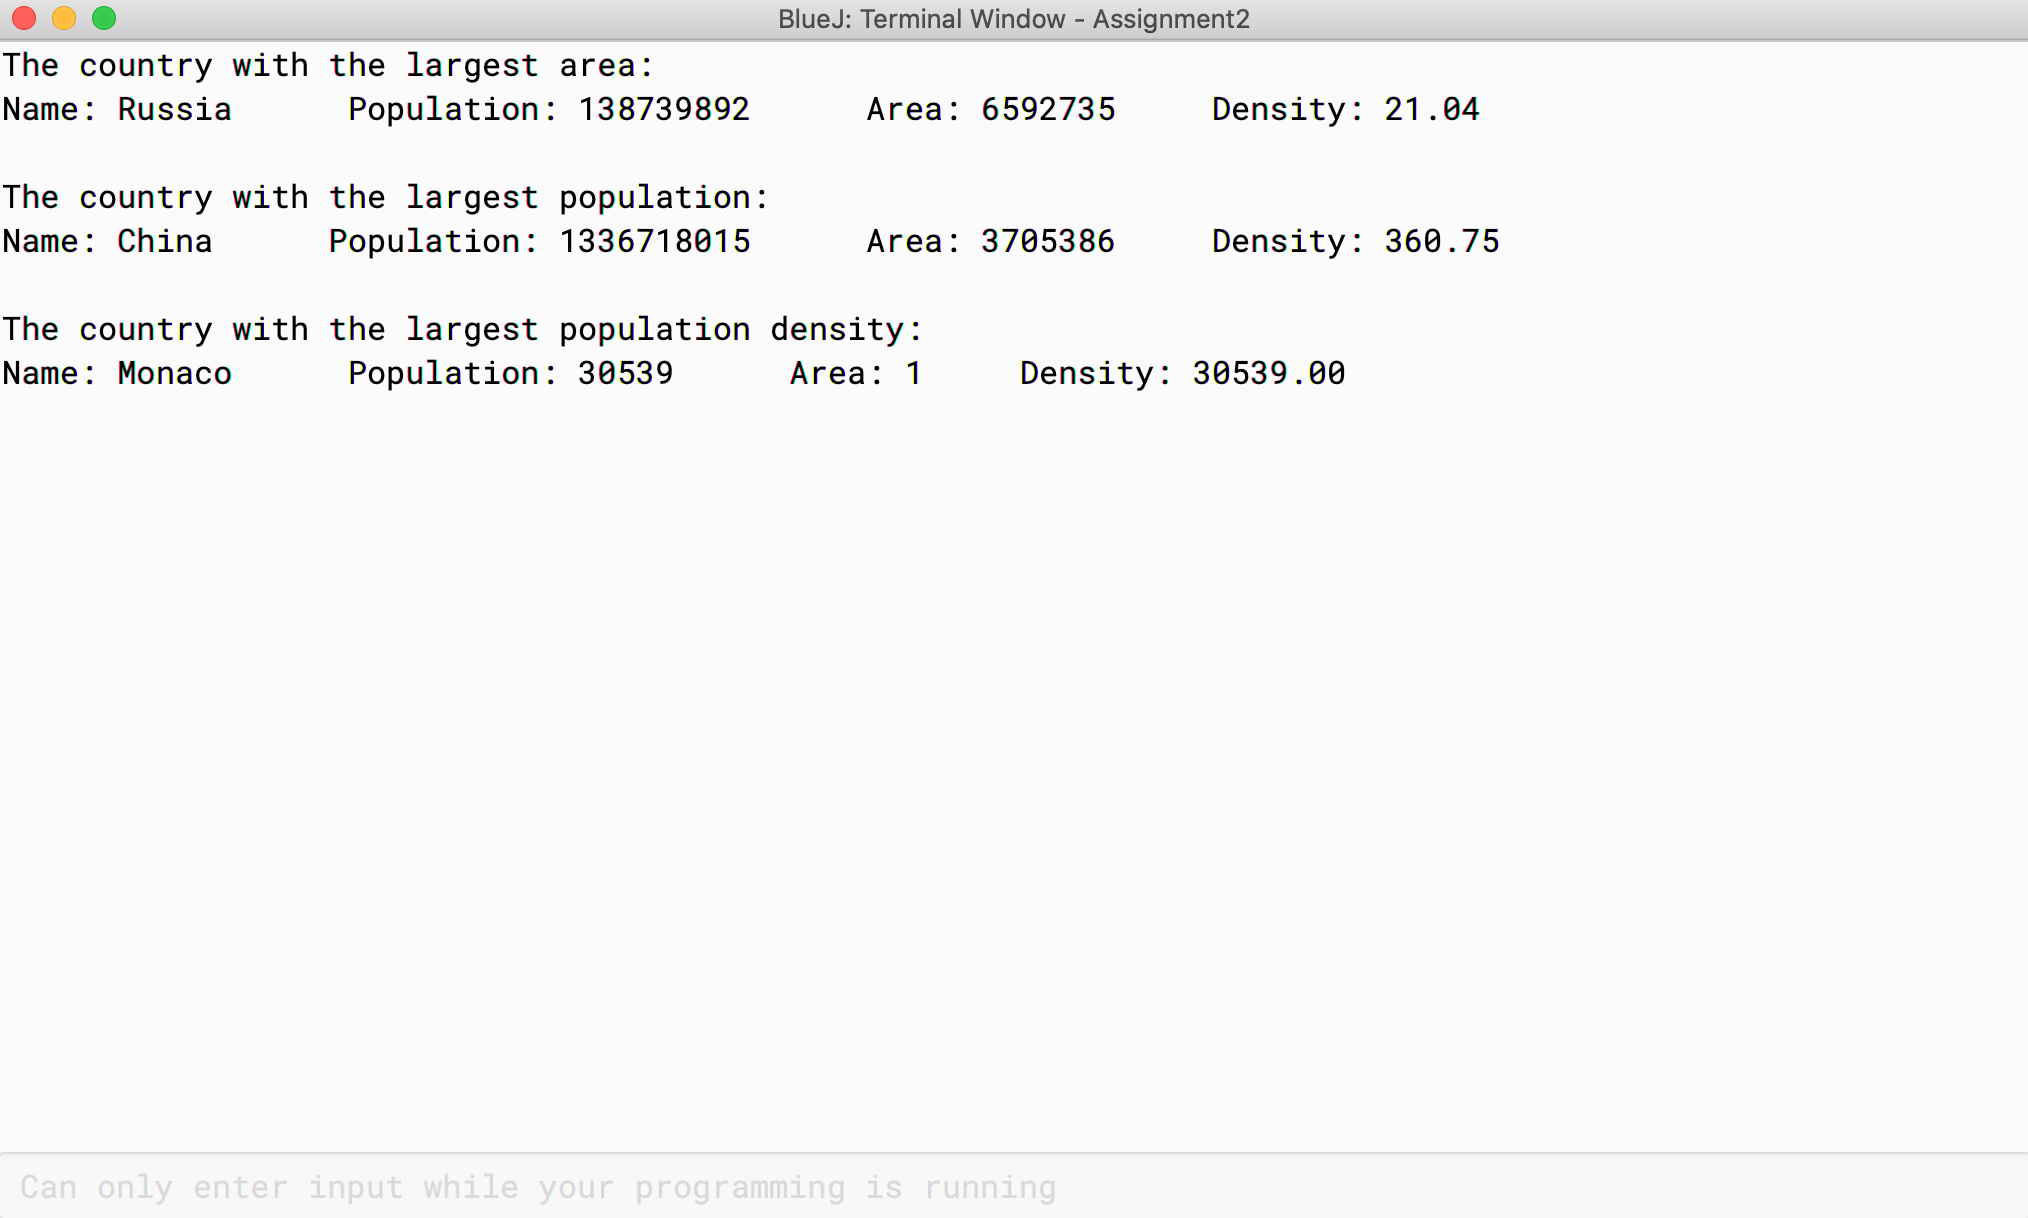 BlueJ: Terminal Window - Assignment2
The country with the largest area:
Name: Russia      Population: 138739892      Area: 6592735     Density: 21.04
The country with the largest population:
Name: China      Population: 1336718015      Area: 3705386     Density: 360.75
The country with the largest population density:
Name: Monaco      Population: 30539      Area: 1     Density: 30539.00
Can only enter input while your programming is running